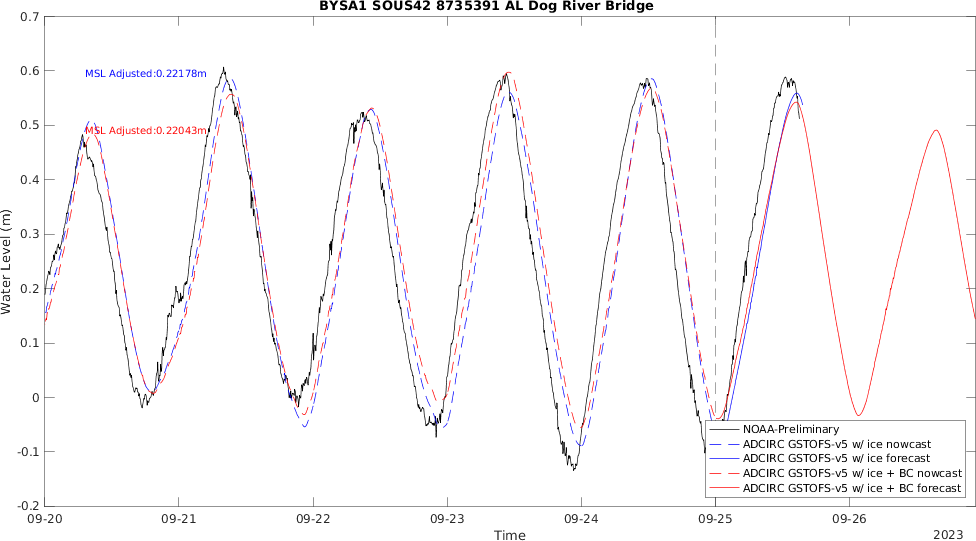 BYSA1 SOUS42 8735391 AL Dog River Bridge
0.7
0.6
0.5
0.4
0.3
0.2
0.1
0
-0.1
-0.2
Water Level (m)
MSL Adjusted:0.22178m
MSL Adjusted:0.22043m
NOAA-Preliminary
ADCIRC GSTOFS-v5 w/ ice nowcast
ADCIRC GSTOFS-v5 w/ ice forecast
ADCIRC GSTOFS-v5 w/ ice + BC nowcast
ADCIRC GSTOFS-v5 w/ ice + BC forecast
09-20 09-21 09-22 09-23 09-24 09-25 09-26
Time
2023